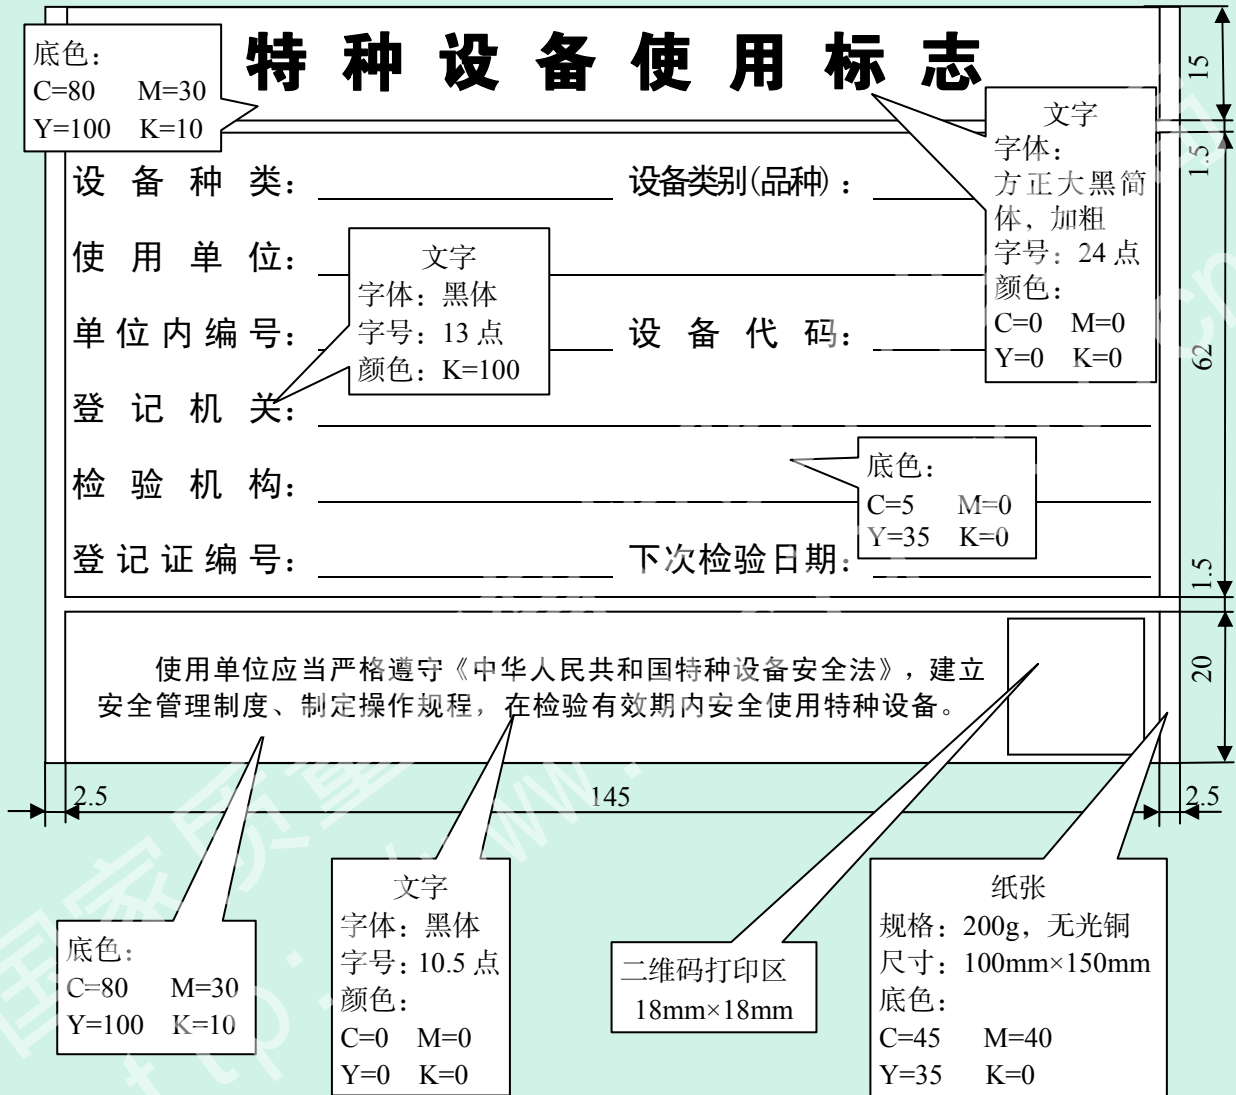 特种设备使用标志
底色：
C=80 M=30
Y=100 K=10
文字
字体：
方正大黑简
体，加粗
字号：24 点
颜色：
C=0 M=0
Y=0 K=0
设备种类：
设备类别(品种)：
使用单位：
文字
字体：黑体
字号：13 点
颜色：K=100
单位内编号：
设备代码：
登记机关：
检验机构：
底色：
C=5 M=0
Y=35 K=0
登记证编号：
下次检验日期：
使用单位应当严格遵守《中华人民共和国特种设备安全法》，建立
安全管理制度、制定操作规程，在检验有效期内安全使用特种设备。
15
1.5
62
1.5
20
2.5
145
2.5
底色：
C=80 M=30
Y=100 K=10
文字
字体：黑体
字号：10.5 点
颜色：
C=0 M=0
Y=0 K=0
二维码打印区
18mm×18mm
纸张
规格：200g，无光铜
尺寸：100mm×150mm
底色：
C=45 M=40
Y=35 K=0